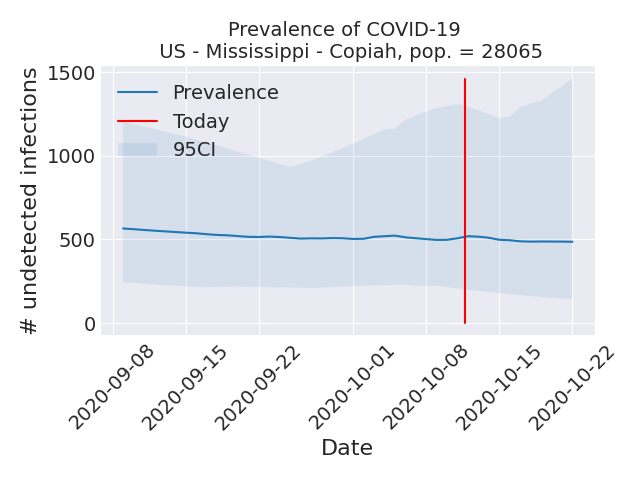 Prevalence of COVID-19
US - Mississippi - Copiah, pop. = 28065
# undetected infections
1500
1000
500
0
Prevalence
Today
95CI
2020-09-08
2020-09-15
2020-09-22
2020-10-01
2020-10-08
2020-10-15
2020-10-22
Date